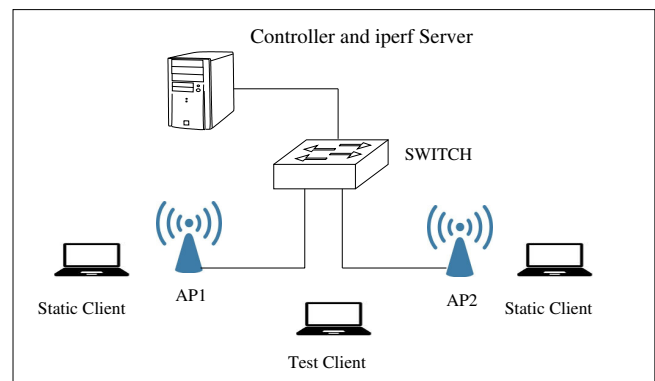 Controller and iperf Server
SWITCH
AP1
AP2
Static Client
Static Client
Test Client